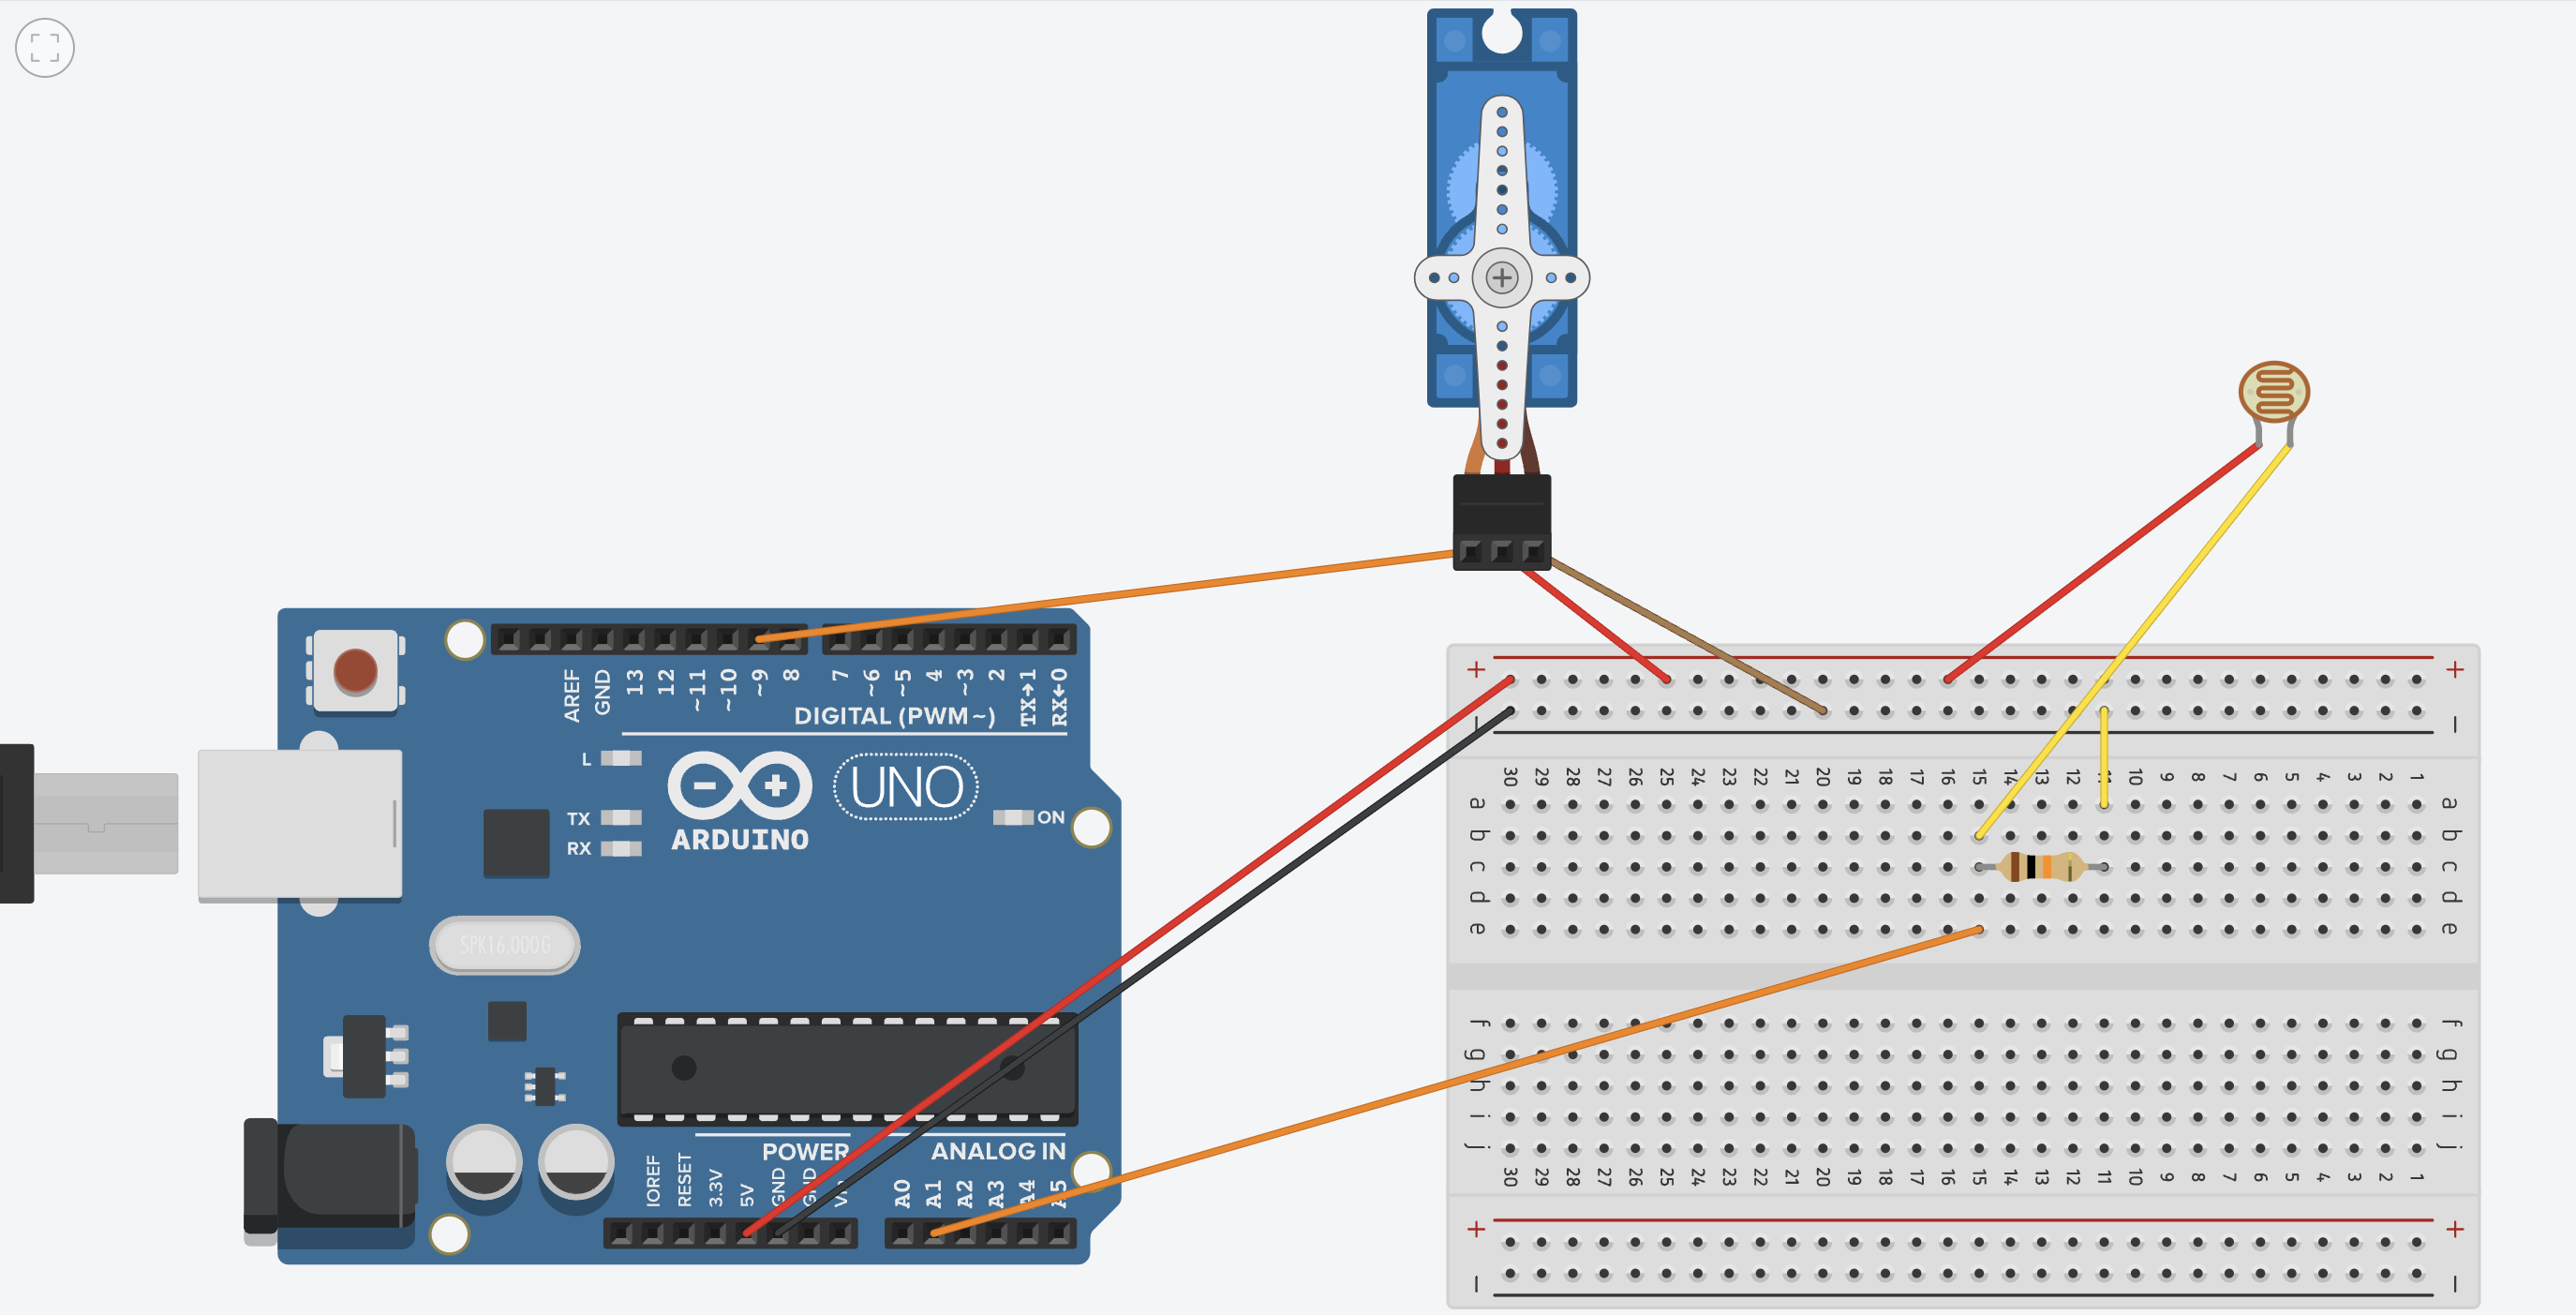 + +
- -
30 29 28 27 26 25 24 23 22 21 20 19 18 17 16 15 14 13 12 11 10 9 8 7 6 5 4 3 2 1
a a
b b
c c
d d
e e
f f
g g
h h
i i
j j
30 29 28 27 26 25 24 23 22 21 20 19 18 17 16 15 14 13 12 11 10 9 8 7 6 5 4 3 2 1
+ +
- -
AREF GND 13 12 ~11 ~10 ~9 8 7 ~6 ~5 4 ~3 2 TX→1 RX←0
DIGITAL (PWM~)
L
TX
RX
ARDUINO
UNO
ON
SPK16.000G
POWER
ANALOG IN
IOREF RESET 3.3V 5V GND GND A0 A1 A2 A3 A4 A5